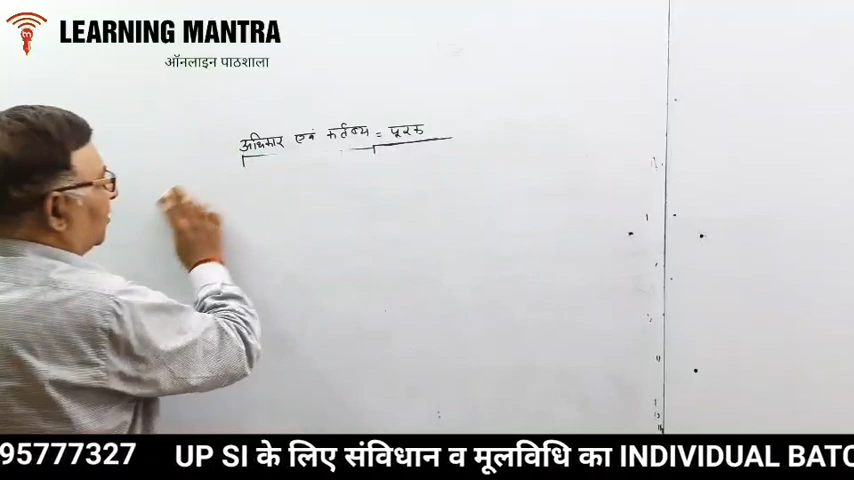 LEARNING MANTRA
ऑनलाइन पाठशाला
अधिकार एवं कर्तव्य = पूरक
95777327 UP SI के लिए संविधान व मूलविधि का INDIVIDUAL BATC